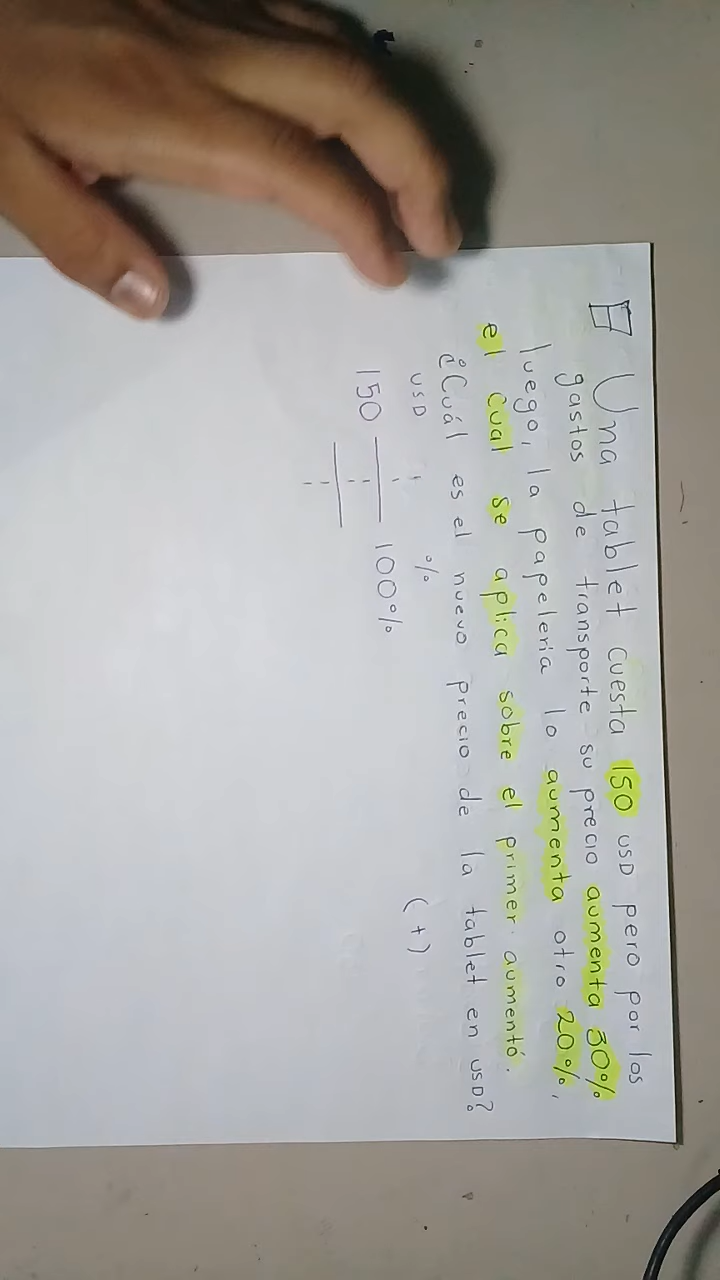 Una tablet cuesta 150 USD pero por los
gastos de transporte su precio aumenta 30%
luego, la papelería lo aumenta otro 20%,
el cual se aplica sobre el primer aumentó.
¿Cuál es el nuevo precio de la tablet en USD?
USD % (+)
150 100%